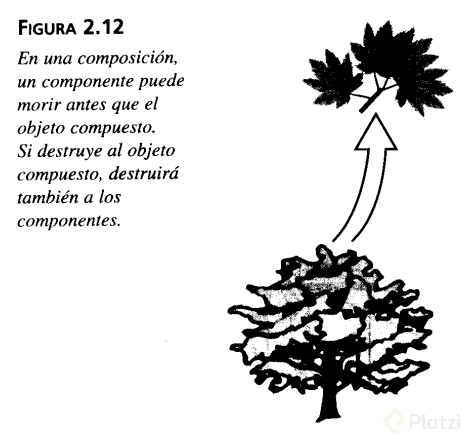 FIGURA 2.12
En una composición,
un componente puede
morir antes que el
objeto compuesto.
Si destruye al objeto
compuesto, destruirá
también a los
componentes.
Platzi